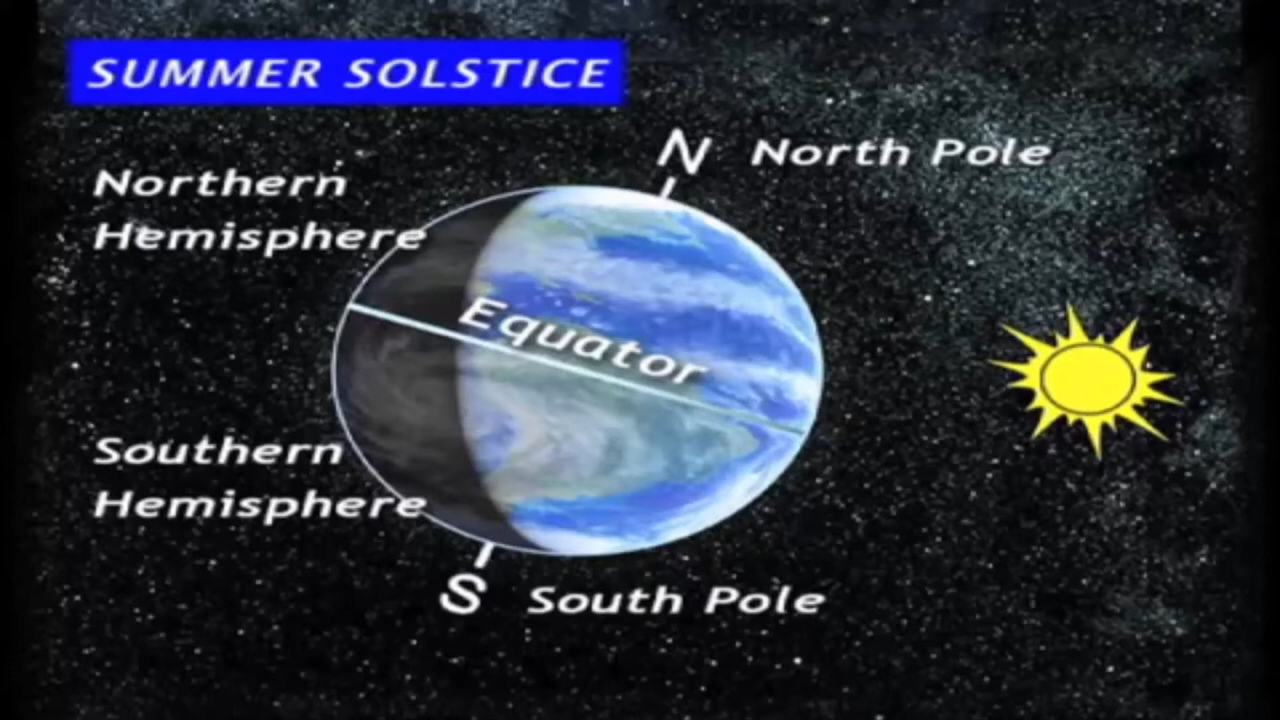 SUMMER SOLSTICE
N North Pole
Northern
Hemisphere
Equator
Southern
Hemisphere
S South Pole